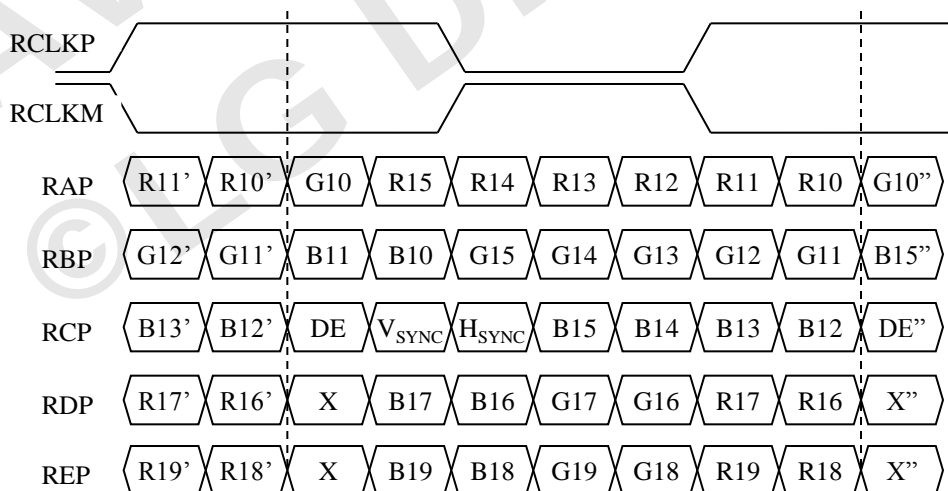 RCLKP
RCLKM
RAP R11’ R10’ G10 R15 R14 R13 R12 R11 R10 G10”
RBP G12’ G11’ B11 B10 G15 G14 G13 G12 G11 B15”
RCP B13’ B12’ DE VSYNC HSYNC B15 B14 B13 B12 DE”
RDP R17’ R16’ X B17 B16 G17 G16 R17 R16 X”
REP R19’ R18’ X B19 B18 G19 G18 R19 R18 X”
©LG D